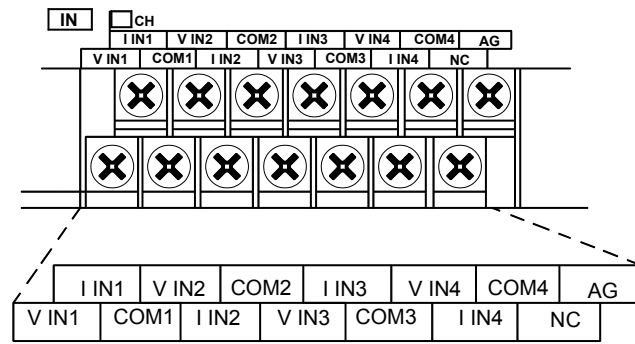 IN CH
I IN1 V IN2 COM2 I IN3 V IN4 COM4 AG
V IN1 COM1 I IN2 V IN3 COM3 I IN4 NC
I IN1 V IN2 COM2 I IN3 V IN4 COM4 AG
V IN1 COM1 I IN2 V IN3 COM3 I IN4 NC